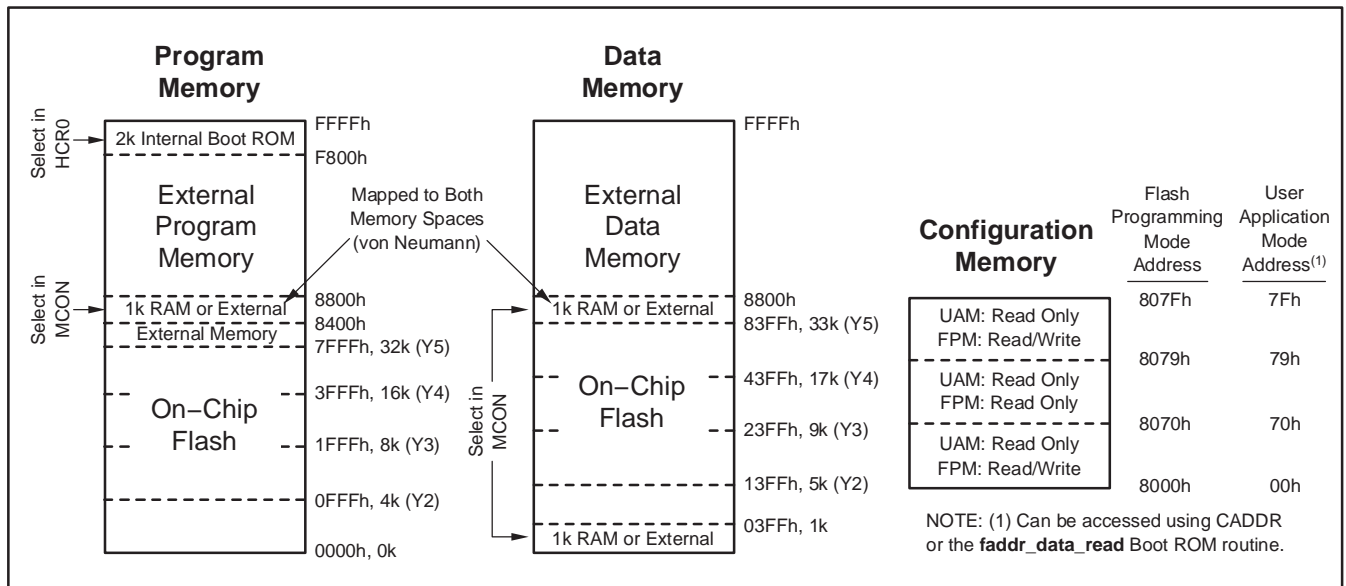 Program
Memory
Select in
HCR0
2k Internal Boot ROM
FFFFh
F800h
External
Program
Memory
Mapped to Both
Memory Spaces
(von Neumann)
Select in
MCON
1k RAM or External
8800h
8400h
External Memory
7FFFh, 32k (Y5)
3FFFh, 16k (Y4)
On−Chip
Flash
1FFFh, 8k (Y3)
0FFFh, 4k (Y2)
0000h, 0k
Data
Memory
FFFFh
External
Data
Memory
8800h
1k RAM or External
83FFh, 33k (Y5)
43FFh, 17k (Y4)
On−Chip
Flash
Select in
MCON
23FFh, 9k (Y3)
13FFh, 5k (Y2)
03FFh, 1k
1k RAM or External
Configuration
Memory
Flash
Programming
Mode
Address
User
Application
Mode
Address(1)
807Fh
7Fh
UAM: Read Only
FPM: Read/Write
8079h
79h
UAM: Read Only
FPM: Read Only
8070h
70h
UAM: Read Only
FPM: Read/Write
8000h
00h
NOTE: (1) Can be accessed using CADDR
or the faddr_data_read Boot ROM routine.